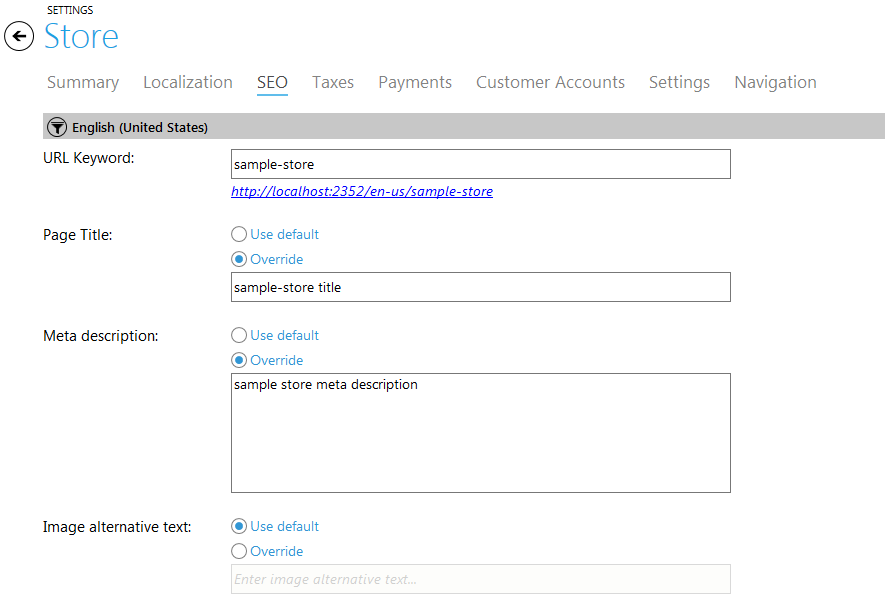 SETTINGS
Store
Summary Localization SEO Taxes Payments Customer Accounts Settings Navigation
English (United States)
URL Keyword: sample-store
http://localhost:2352/en-us/sample-store
Page Title: Use default
Override
sample-store title
Meta description: Use default
Override
sample store meta description
Image alternative text: Use default
Override
Enter image alternative text...